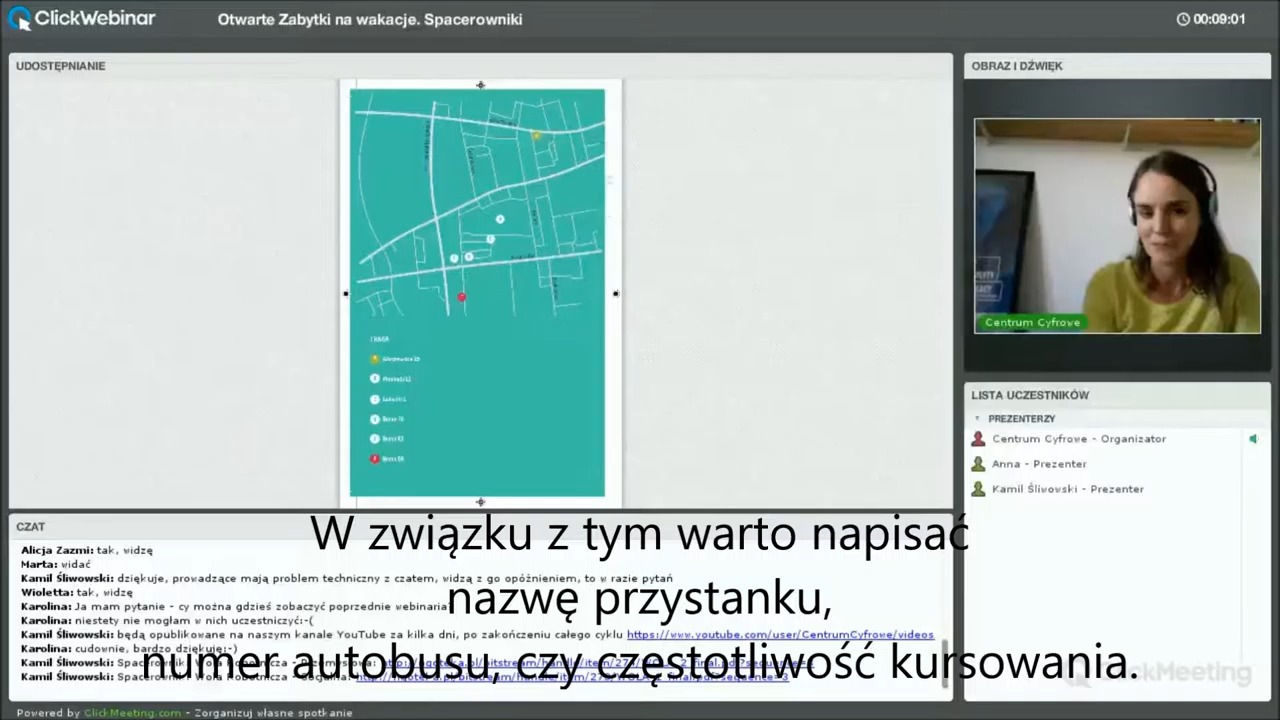 ClickWebinar
Otwarte Zabytki na wakacje. Spacerowniki
00:09:01
UDOSTĘPNIANIE
OBRAZ I DŹWIĘK
Centrum Cyfrowe
LISTA UCZESTNIKÓW
PREZENTERZY
Centrum Cyfrowe - Organizator
Anna - Prezenter
Kamil Śliwowski - Prezenter
CZAT
Alicja Zazmi: tak, widzę
Marta: widać
Kamil Śliwowski: dziękuje, prowadzące mają problem techniczny z czatem, widzą z go opóźnieniem, to w razie pytań
Wioletta: tak, widzę
Karolina: Ja mam pytanie - cy można gdzieś zobaczyć poprzednie webinaria
Karolina: niestety nie mogłam w nich uczestniczyć:-(
Kamil Śliwowski: będą opublikowane na naszym kanale YouTube za kilka dni, po zakończeniu całego cyklu https://www.youtube.com/user/CentrumCyfrowe/videos
Karolina: cudownie, bardzo dziękuję:-)
Kamil Śliwowski:
Kamil Śliwowski:
W związku z tym warto napisać
nazwę przystanku,
numer autobusu, czy częstotliwość kursowania.
ClickMeeting
Powered by ClickMeeting.com - Zorganizuj własne spotkanie